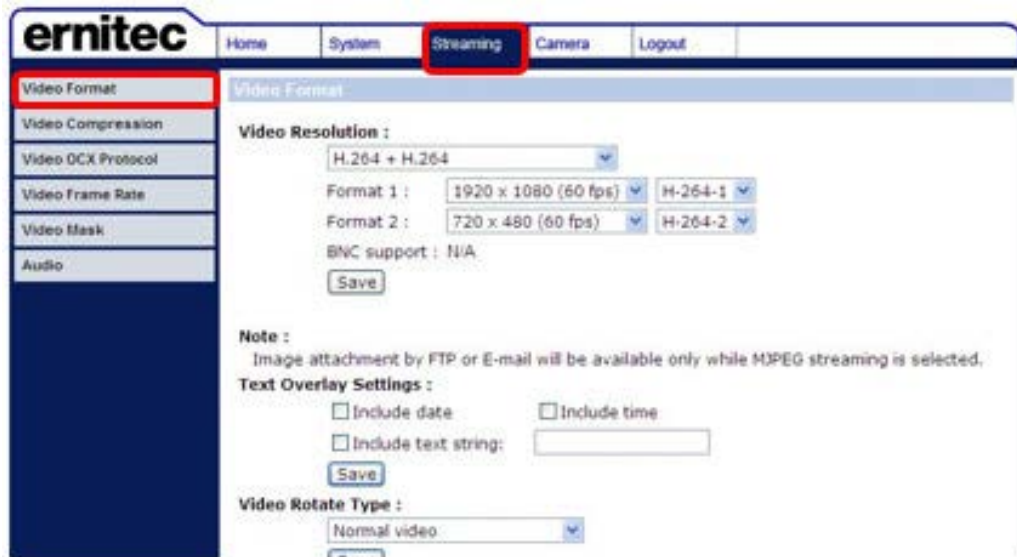 ernitec
Home System Streaming Camera Logout
Video Format
Video Compression
Video OCX Protocol
Video Frame Rate
Video Mask
Audio
Video Format
Video Resolution :
H.264 + H.264
Format 1 : 1920 x 1080 (60 fps) H-264-1
Format 2 : 720 x 480 (60 fps) H-264-2
BNC support : N/A
Save
Note :
Image attachment by FTP or E-mail will be available only while MJPEG streaming is selected.
Text Overlay Settings :
Include date Include time
Include text string:
Save
Video Rotate Type :
Normal video